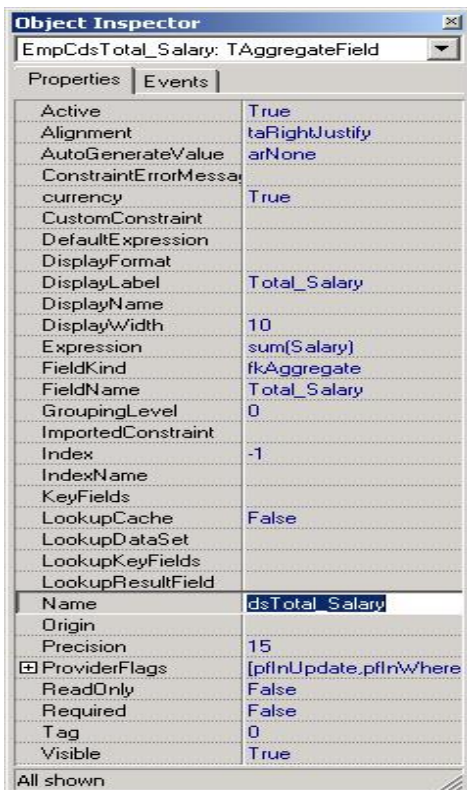 Object Inspector
EmpCdsTotal_Salary: TAggregateField
Properties Events
Active True
Alignment taRightJustify
AutoGenerateValue arNone
ConstraintErrorMessa
currency True
CustomConstraint
DefaultExpression
DisplayFormat
DisplayLabel Total_Salary
DisplayName
DisplayWidth 10
Expression sum(Salary)
FieldKind fkAggregate
FieldName Total_Salary
GroupingLevel 0
ImportedConstraint
Index -1
IndexName
KeyFields
LookupCache False
LookupDataSet
LookupKeyFields
LookupResultField
Name dsTotal_Salary
Origin
Precision 15
ProviderFlags [pfInUpdate,pfInWhere
ReadOnly False
Required False
Tag 0
Visible True
All shown